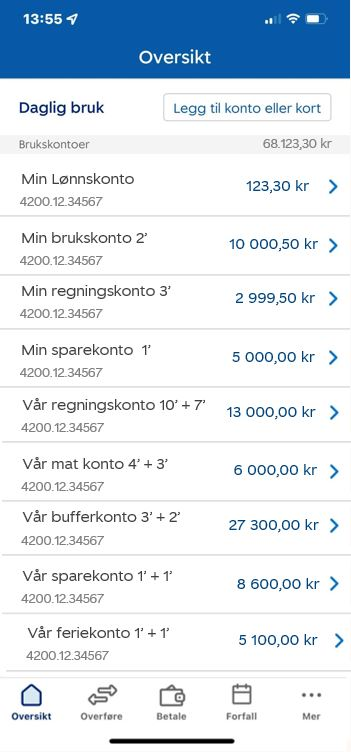 13:55
Oversikt
Daglig bruk
Legg til konto eller kort
Brukskontoer 68.123,30 kr
Min Lønnskonto 123,30 kr
4200.12.34567
Min brukskonto 2’ 10 000,50 kr
4200.12.34567
Min regningskonto 3’ 2 999,50 kr
4200.12.34567
Min sparekonto 1’ 5 000,00 kr
4200.12.34567
Vår regningskonto 10’ + 7’ 13 000,00 kr
4200.12.34567
Vår mat konto 4’ + 3’ 6 000,00 kr
4200.12.34567
Vår bufferkonto 3’ + 2’ 27 300,00 kr
4200.12.34567
Vår sparekonto 1’ + 1’ 8 600,00 kr
4200.12.34567
Vår feriekonto 1’ + 1’ 5 100,00 kr
4200.12.34567
Oversikt Overføre Betale Forfall Mer